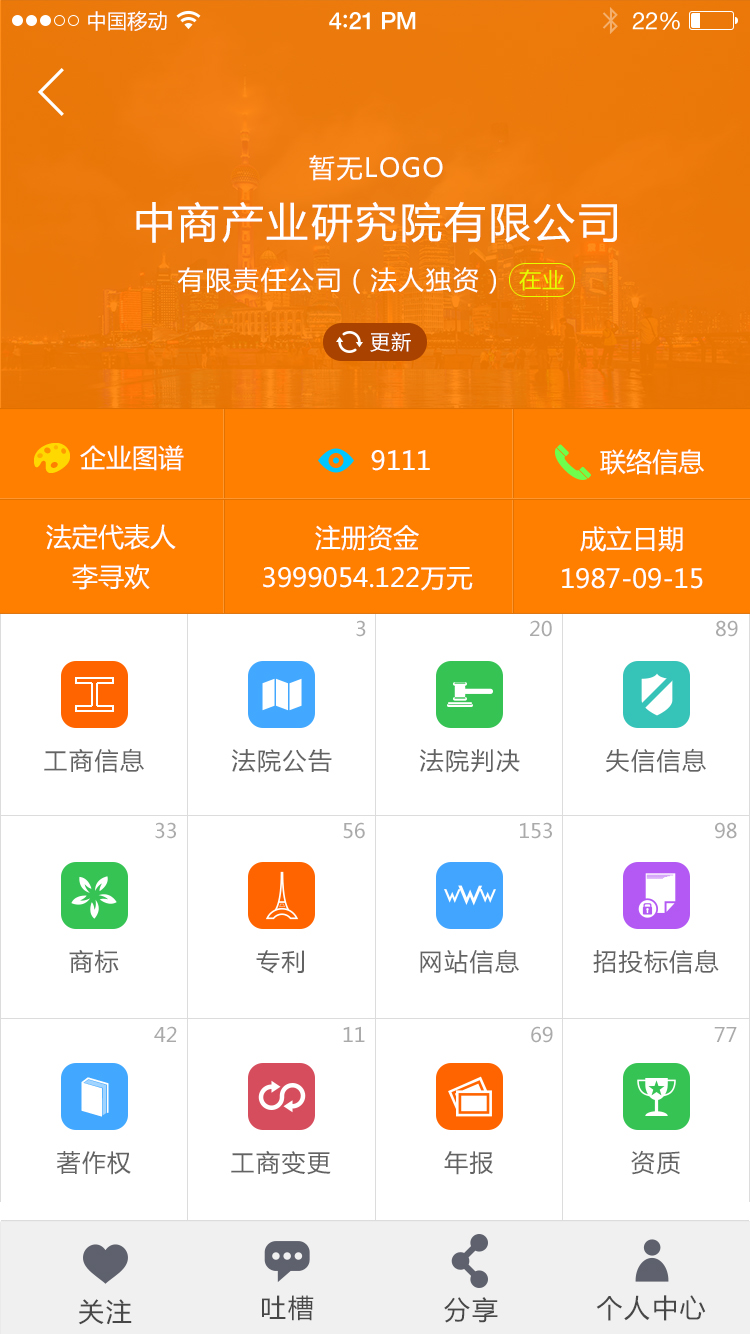 中国移动
4:21 PM
22%
暂无LOGO
中商产业研究院有限公司
有限责任公司（法人独资）
在业
更新
企业图谱
9111
联络信息
法定代表人
李寻欢
注册资金
3999054.122万元
成立日期
1987-09-15
工商信息
3
法院公告
20
法院判决
89
失信信息
33
商标
56
专利
153
网站信息
98
招投标信息
42
著作权
11
工商变更
69
年报
77
资质
关注
吐槽
分享
个人中心